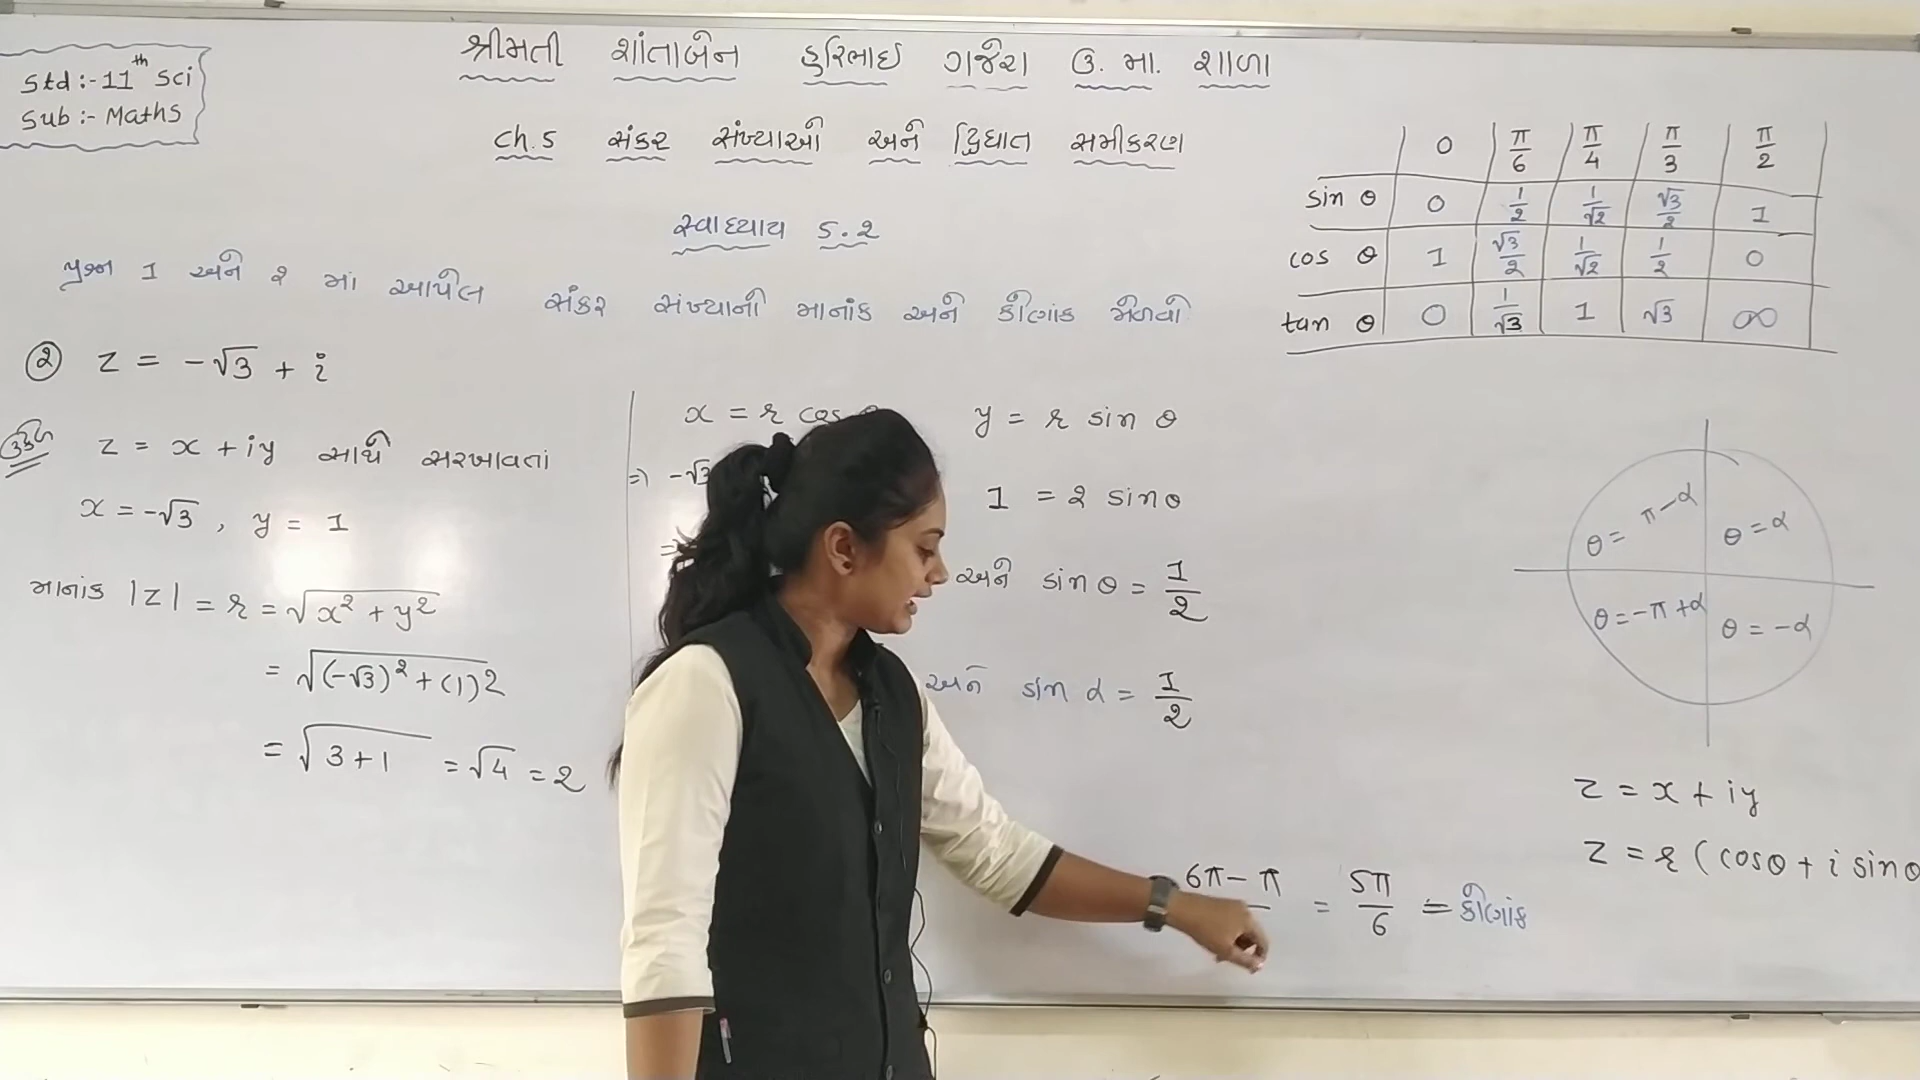 Std :- 11th Sci
Sub :- Maths
શ્રીમતી શાંતાબેન હરિભાઇ ગજેરા ઉ. મા. શાળા
Ch. 5 સંકર સંખ્યાઓ અને દ્વિઘાત સમીકરણ
સ્વાધ્યાય 5.2
પ્રશ્ન 1 અને ૨ માં આપેલ સંકર સંખ્યાની માનાંક અને કોણાંક મેળવો
② z = -√3 + i
ઉકેલ z = x + iy સાથે સરખાવતાં
x = -√3 , y = 1
માનાંક |z| = r = √(x² + y²)
= √((-√3)² + (1)²)
= √(3+1) = √4 = 2
x = r cos θ y = r sin θ
⇒ -√3 1 = 2 sin θ
⇒ અને sin θ = 1/2
અને sin α = 1/2
6π - π = 5π/6 = કોણાંક
0 π/6 π/4 π/3 π/2
sin θ 0 1/2 1/√2 √3/2 1
cos θ 1 √3/2 1/√2 1/2 0
tan θ 0 1/√3 1 √3 ∞
θ = π - α θ = α
θ = -π + α θ = -α
z = x + iy
z = r (cos θ + i sin θ